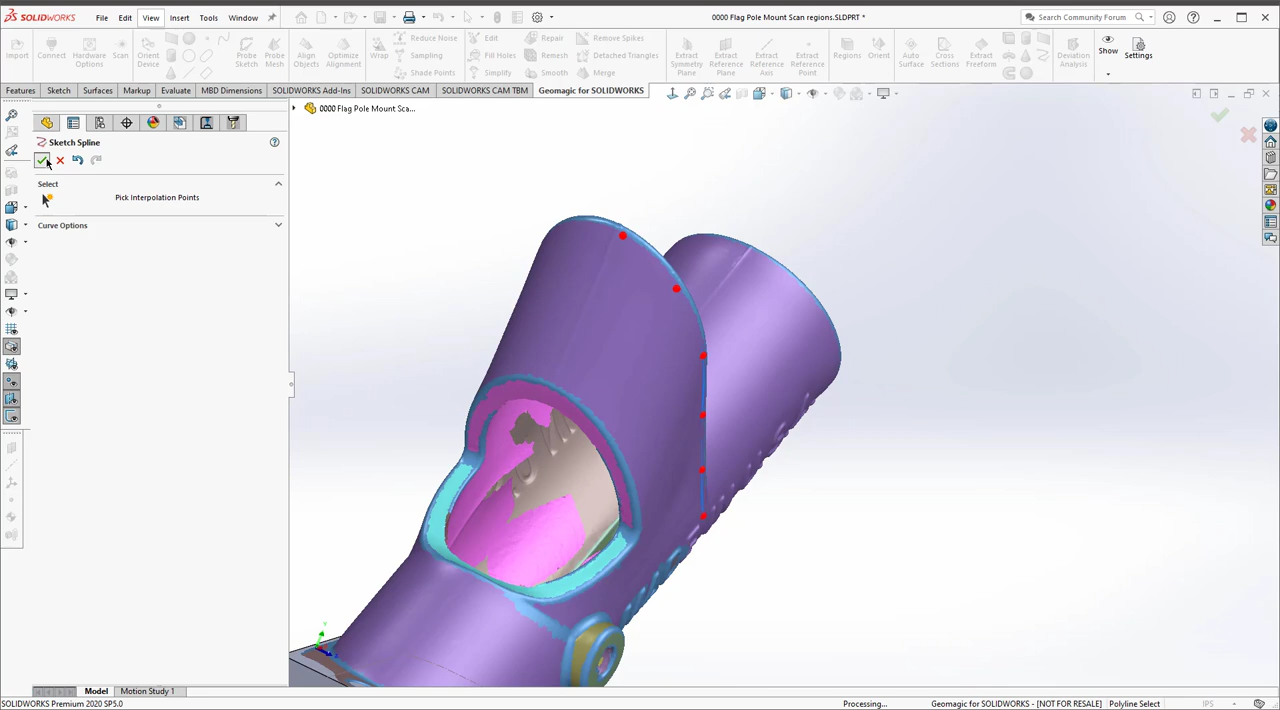 SOLIDWORKS File Edit View Insert Tools Window 0000 Flag Pole Mount Scan regions.SLDPRT * Search Community Forum
Import Connect Hardware Options Scan Orient Device Probe Sketch Probe Mesh Align Objects Optimize Alignment Wrap Reduce Noise Sampling Shade Points Edit Fill Holes Simplify Repair Remesh Smooth Remove Spikes Detached Triangles Merge Extract Symmetry Plane Extract Reference Plane Extract Reference Axis Extract Reference Point Regions Orient Auto Surface Cross Sections Extract Freeform Deviation Analysis Show Settings
Features Sketch Surfaces Markup Evaluate MBD Dimensions SOLIDWORKS Add-Ins SOLIDWORKS CAM SOLIDWORKS CAM TBM Geomagic for SOLIDWORKS
0000 Flag Pole Mount Sca...
Sketch Spline
Select
Pick Interpolation Points
Curve Options
Model Motion Study 1
SOLIDWORKS Premium 2020 SP5.0 Processing... Geomagic for SOLIDWORKS - [NOT FOR RESALE] Polyline Select IPS